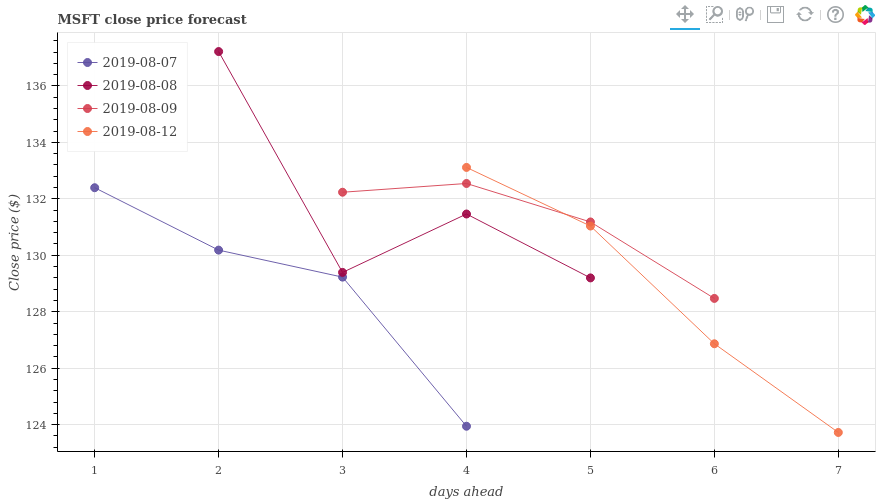 MSFT close price forecast
2019-08-07
2019-08-08
2019-08-09
2019-08-12
136
134
132
130
128
126
124
Close price ($)
1 2 3 4 5 6 7
days ahead